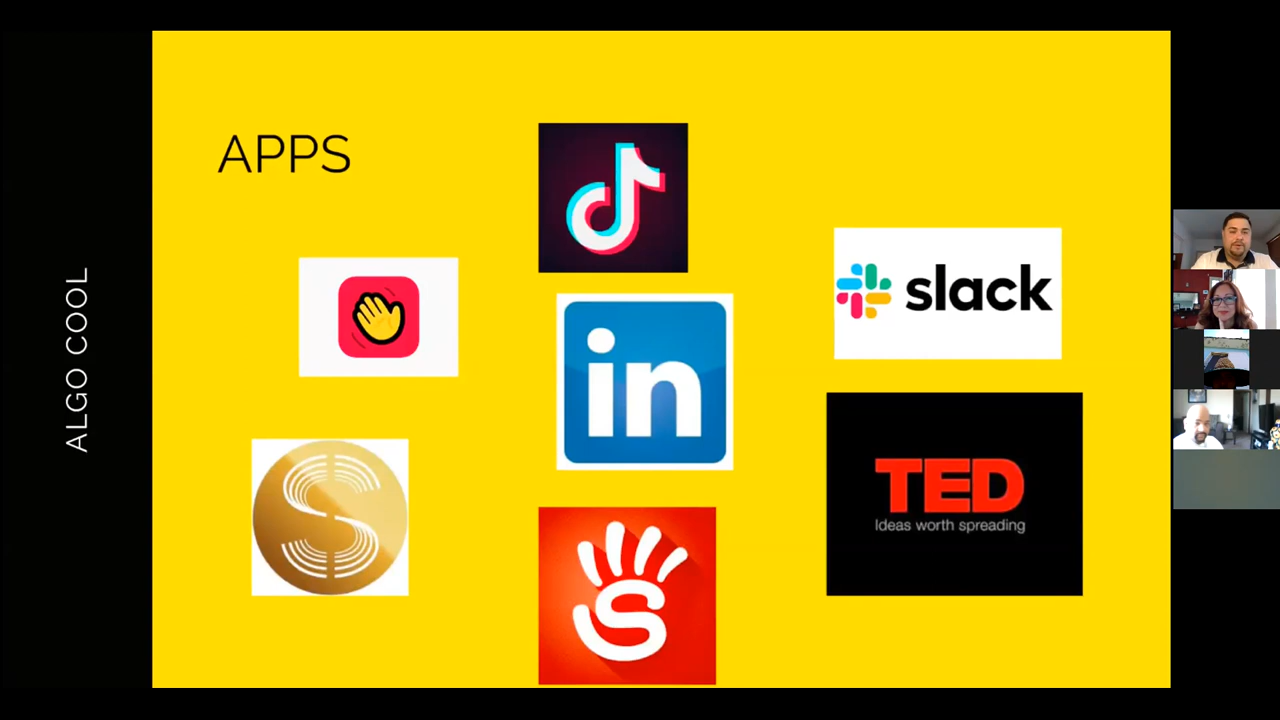 ALGO COOL
APPS
slack
in
TED
Ideas worth spreading
S
S